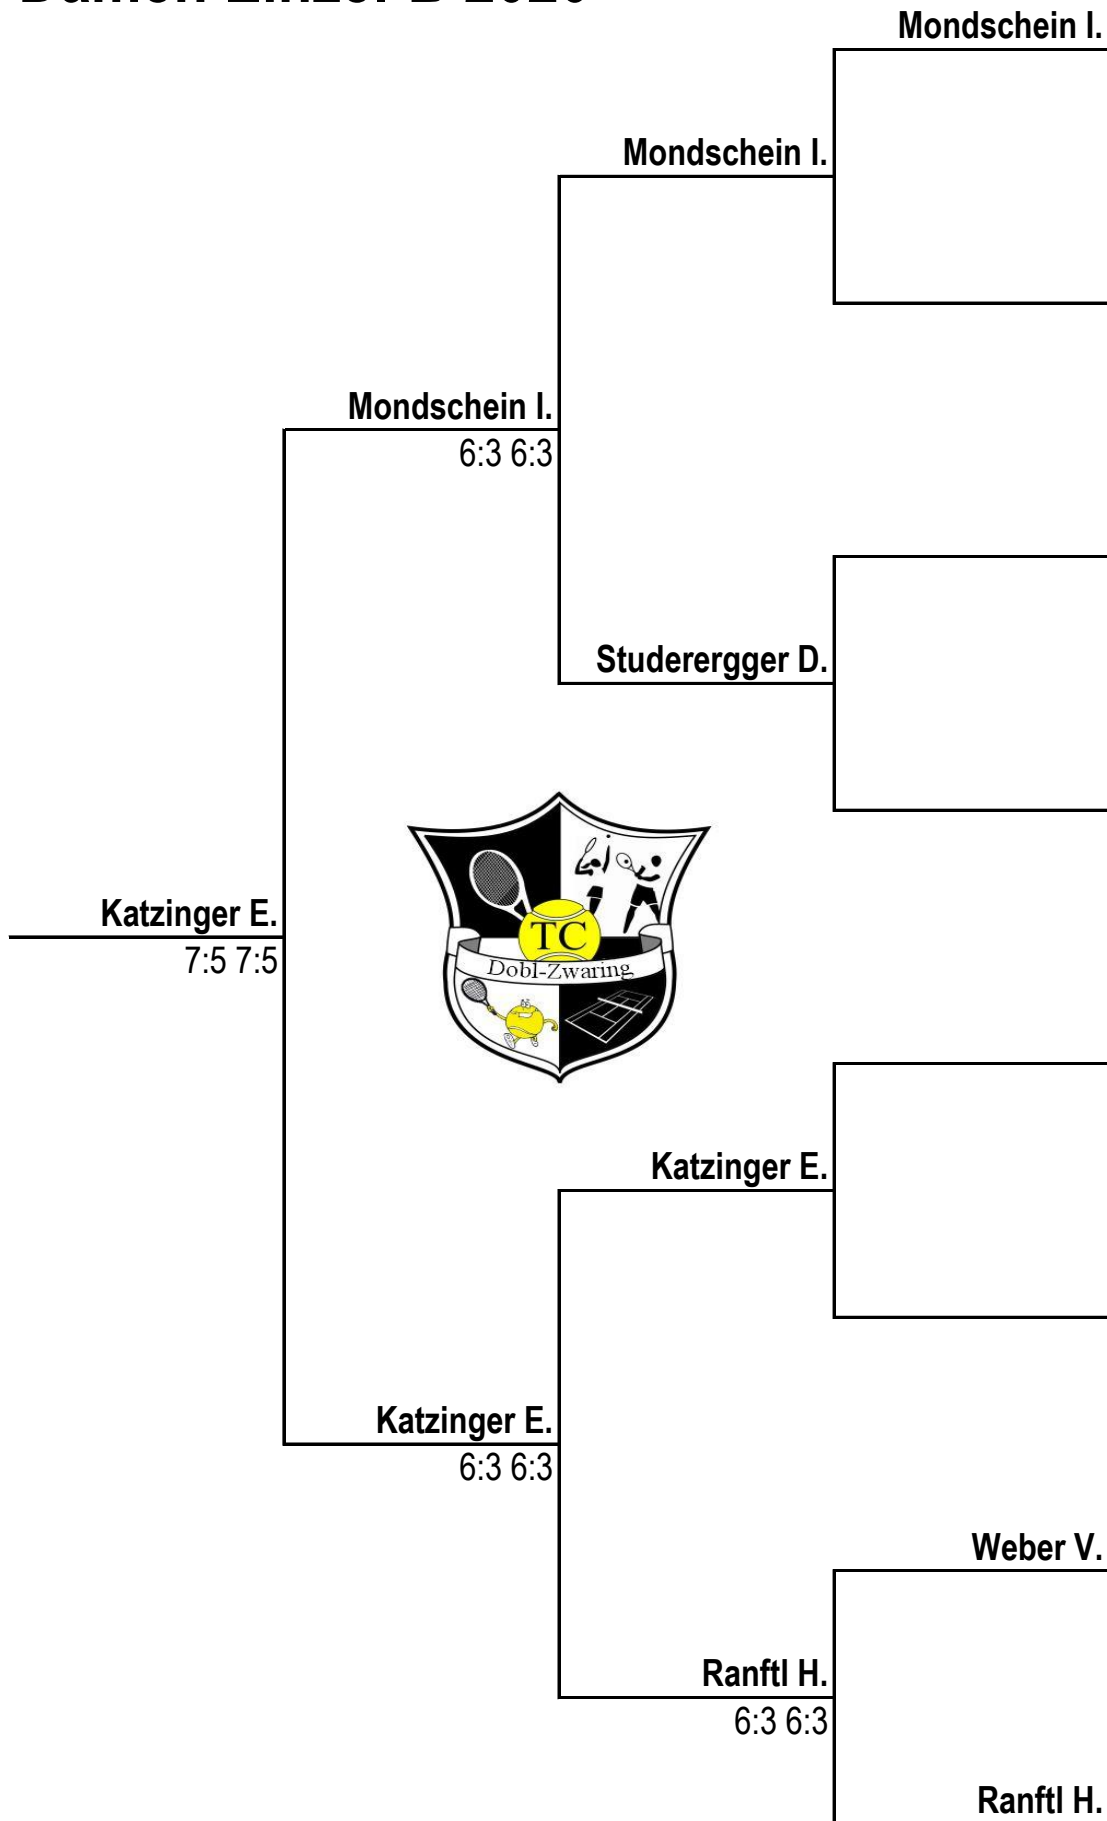 Mondschein I.
Mondschein I.
Mondschein I.
6:3 6:3
Studerergger D.
Katzinger E.
7:5 7:5
TC
Dobl-Zwaring
Katzinger E.
Katzinger E.
6:3 6:3
Weber V.
Ranftl H.
6:3 6:3
Ranftl H.